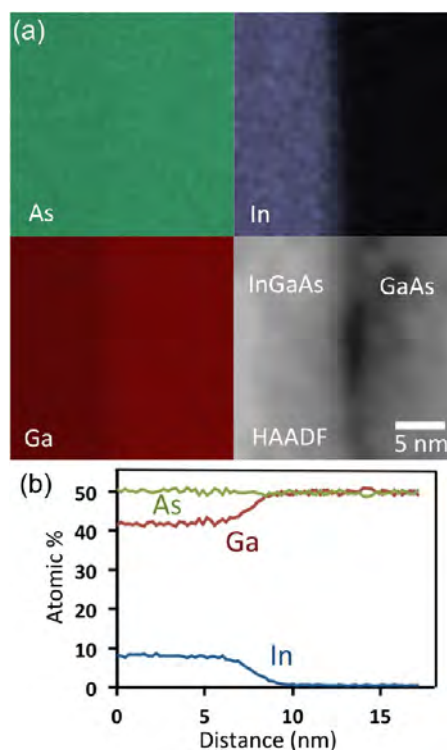 (a)
As
In
Ga
InGaAs
GaAs
HAADF
5 nm
(b)
Atomic %
50
40
30
20
10
0
As
Ga
In
0
5
10
15
Distance (nm)